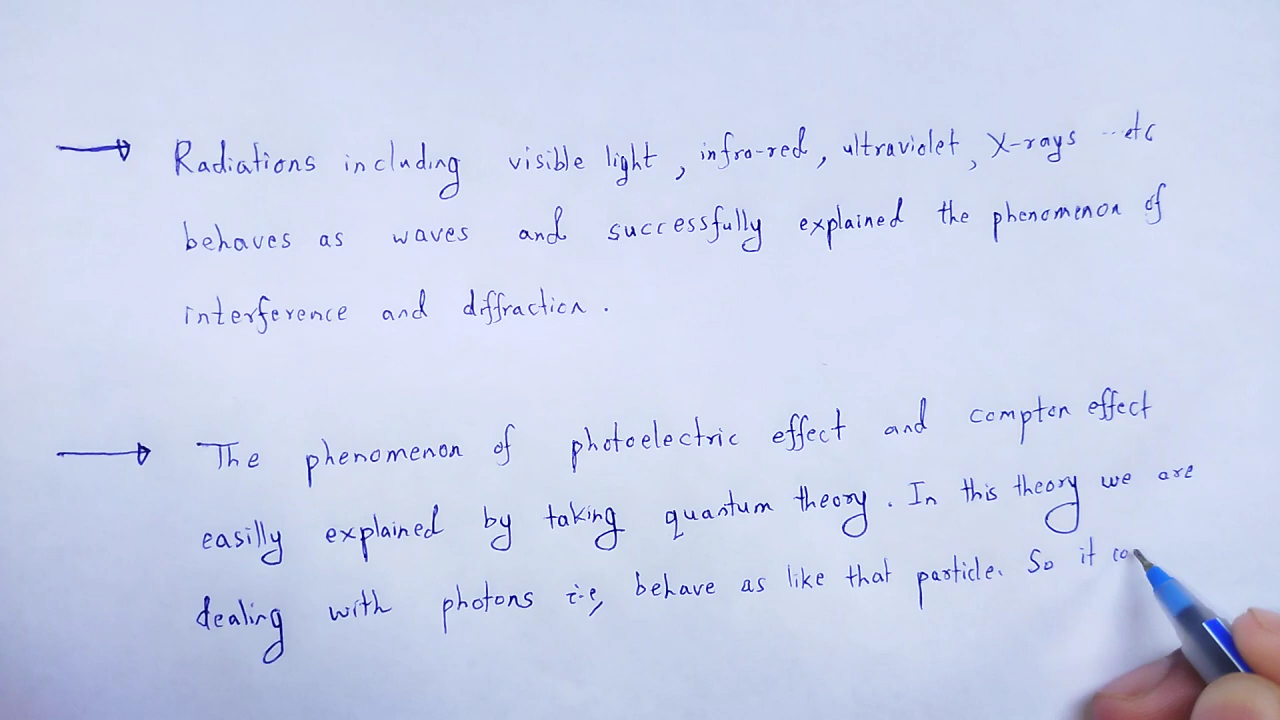 Radiations including visible light, infra-red, ultraviolet, X-rays ...etc
behaves as waves and successfully explained the phenomenon of
interference and diffraction.
The phenomenon of photoelectric effect and compton effect
easilly explained by taking quantum theory. In this theory we are
dealing with photons i.e, behave as like that particle. So it co